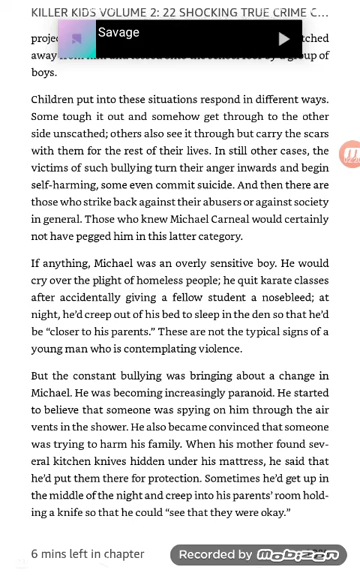 KILLER KIDS VOLUME 2: 22 SHOCKING TRUE CRIME C...
Savage
away
group of
boys.
Children put into these situations respond in different ways.
Some tough it out and somehow get through to the other
side unscathed; others also see it through but carry the scars
with them for the rest of their lives. In still other cases, the
victims of such bullying turn their anger inwards and begin
self-harming, some even commit suicide. And then there are
those who strike back against their abusers or against society
in general. Those who knew Michael Carneal would certainly
not have pegged him in this latter category.
If anything, Michael was an overly sensitive boy. He would
cry over the plight of homeless people; he quit karate classes
after accidentally giving a fellow student a nosebleed; at
night, he’d creep out of his bed to sleep in the den so that he’d
be “closer to his parents.” These are not the typical signs of a
young man who is contemplating violence.
But the constant bullying was bringing about a change in
Michael. He was becoming increasingly paranoid. He started
to believe that someone was spying on him through the air
vents in the shower. He also became convinced that someone
was trying to harm his family. When his mother found sev-
eral kitchen knives hidden under his mattress, he said that
he’d put them there for protection. Sometimes he’d get up in
the middle of the night and creep into his parents’ room hold-
ing a knife so that he could “see that they were okay.”
6 mins left in chapter
Recorded by mobizen